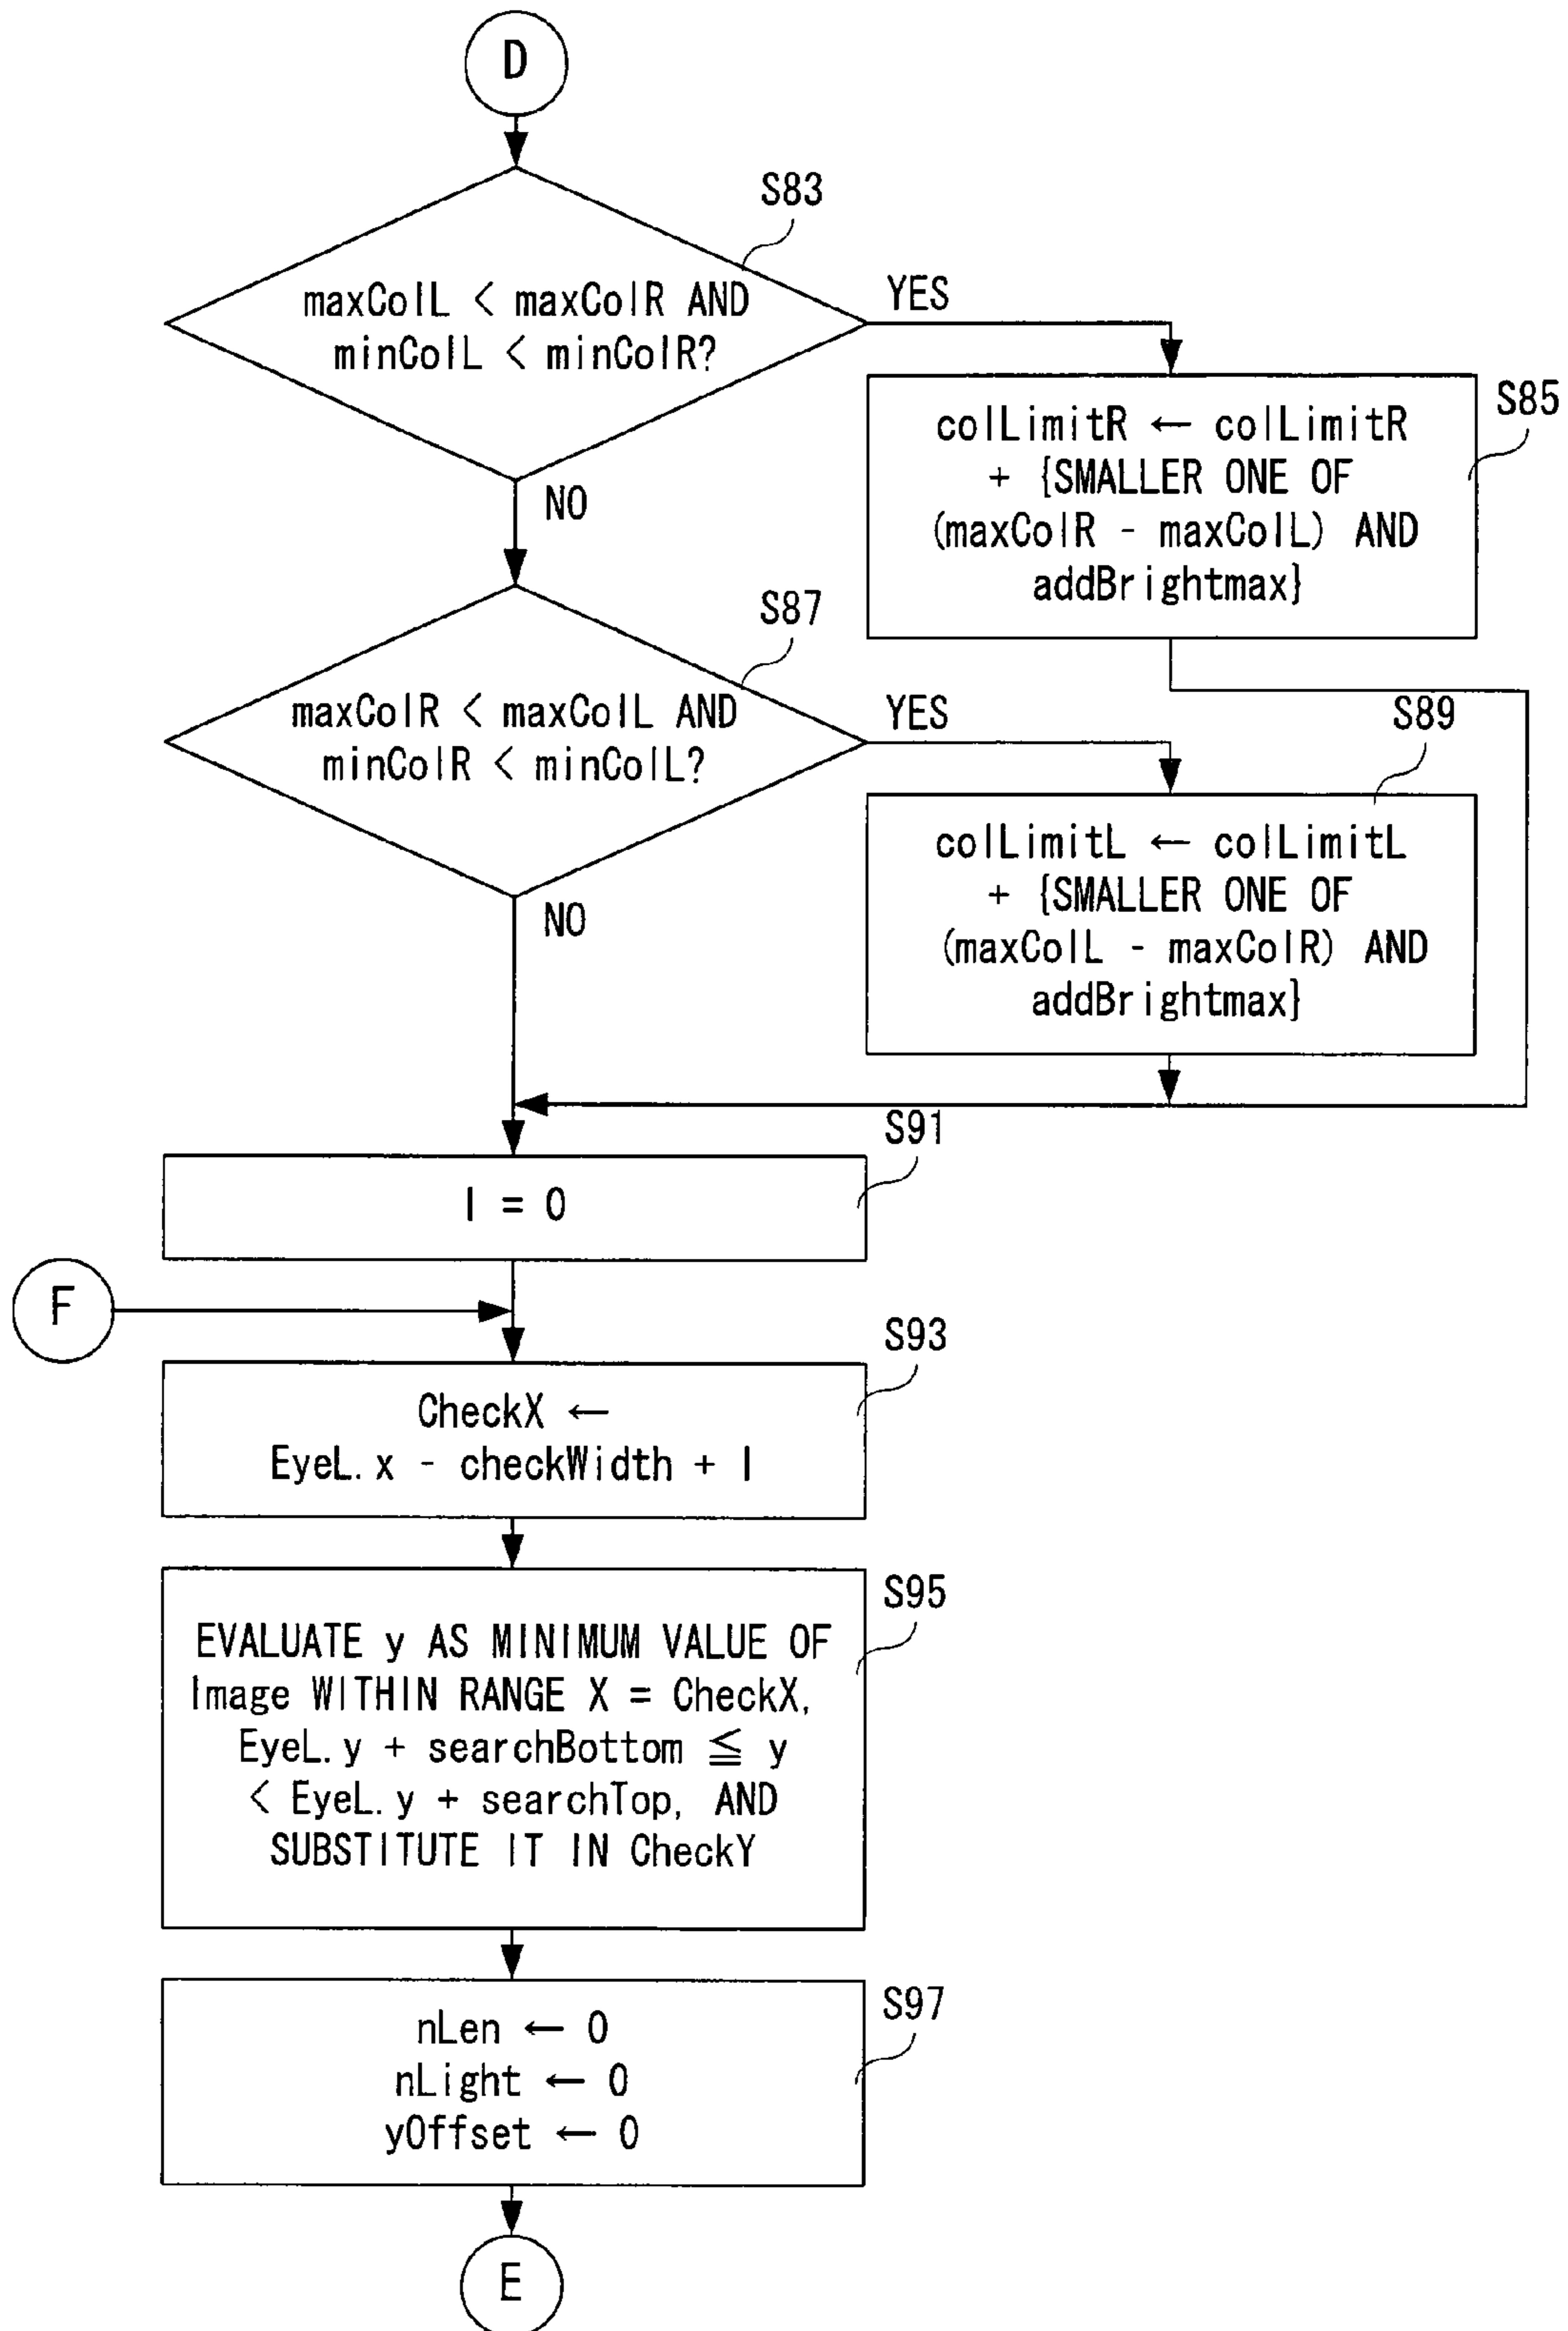 D
S83
maxColL < maxColR AND
minColL < minColR?
YES
NO
S85
colLimitR ← colLimitR
+ {SMALLER ONE OF
(maxColR - maxColL) AND
addBrightmax}
S87
maxColR < maxColL AND
minColR < minColL?
YES
NO
S89
colLimitL ← colLimitL
+ {SMALLER ONE OF
(maxColL - maxColR) AND
addBrightmax}
S91
I = 0
F
S93
CheckX ←
EyeL.x - checkWidth + I
S95
EVALUATE y AS MINIMUM VALUE OF
Image WITHIN RANGE X = CheckX,
EyeL.y + searchBottom ≦ y
< EyeL.y + searchTop, AND
SUBSTITUTE IT IN CheckY
S97
nLen ← 0
nLight ← 0
yOffset ← 0
E